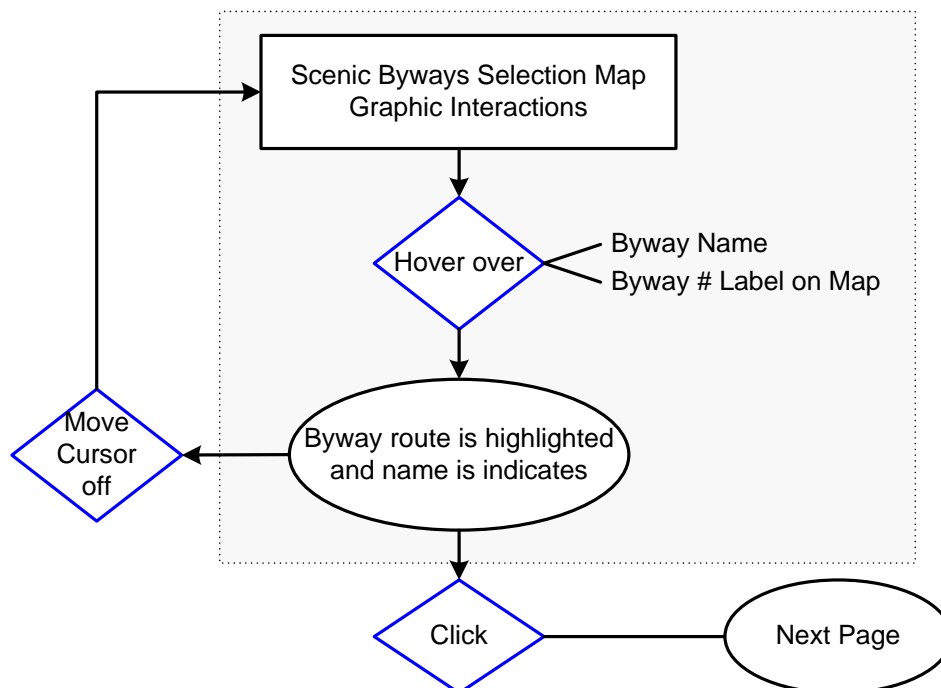 Scenic Byways Selection Map
Graphic Interactions
Hover over
Byway Name
Byway # Label on Map
Byway route is highlighted
and name is indicates
Move
Cursor
off
Click
Next Page